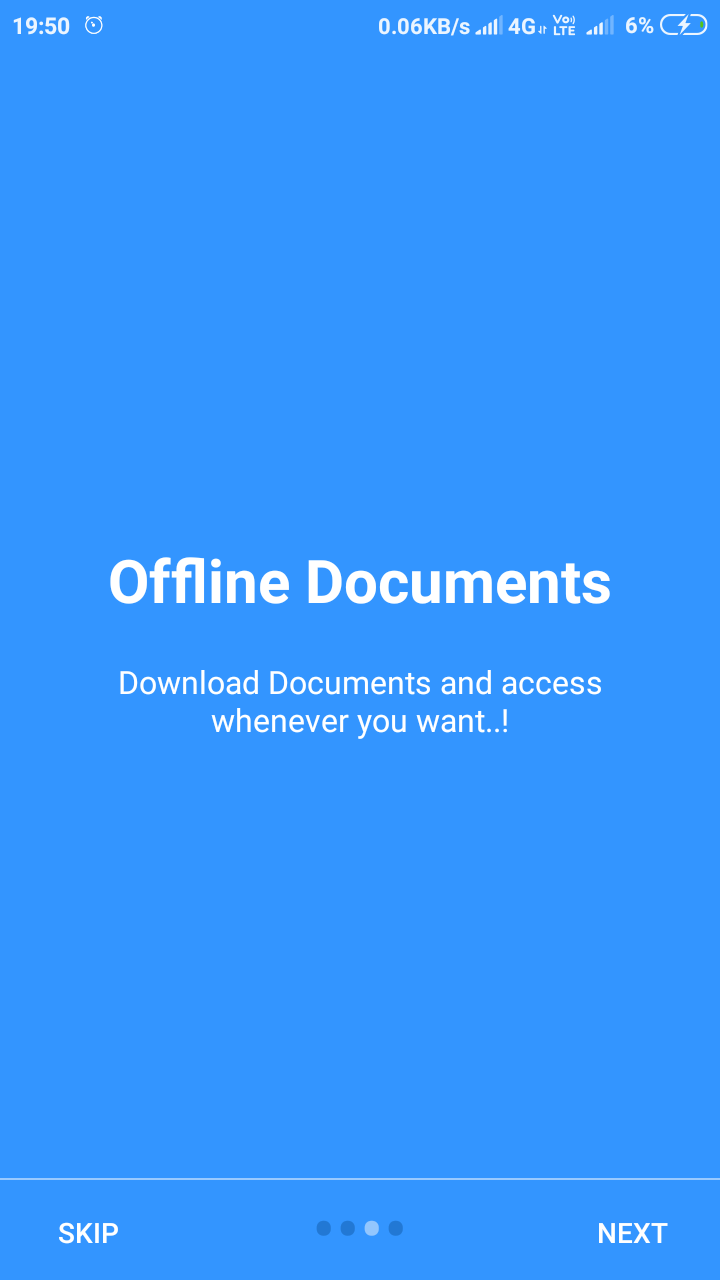 19:50 0.06KB/s 4G Vo LTE 6%
Offline Documents
Download Documents and access
whenever you want..!
SKIP NEXT